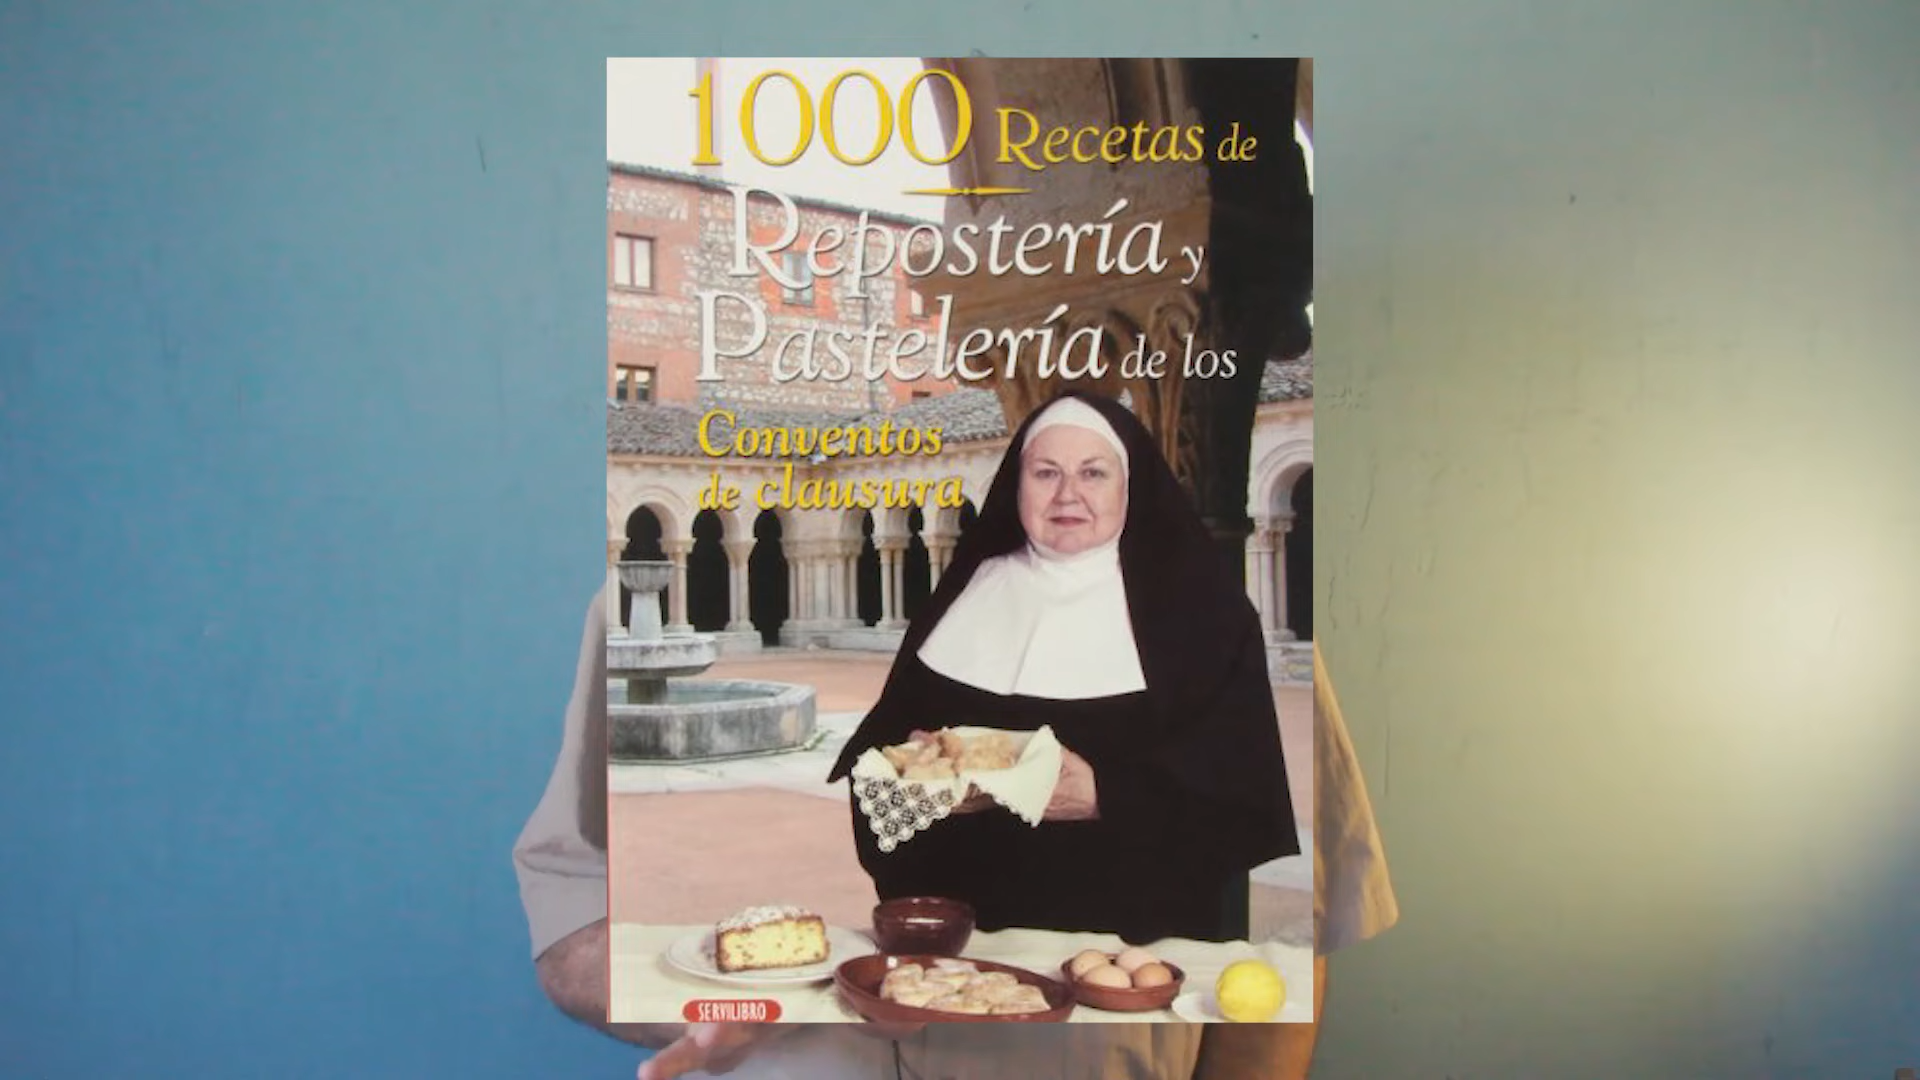 1000 Recetas de
Repostería y
Pastelería de los
Conventos
de clausura
SERVILIBRO